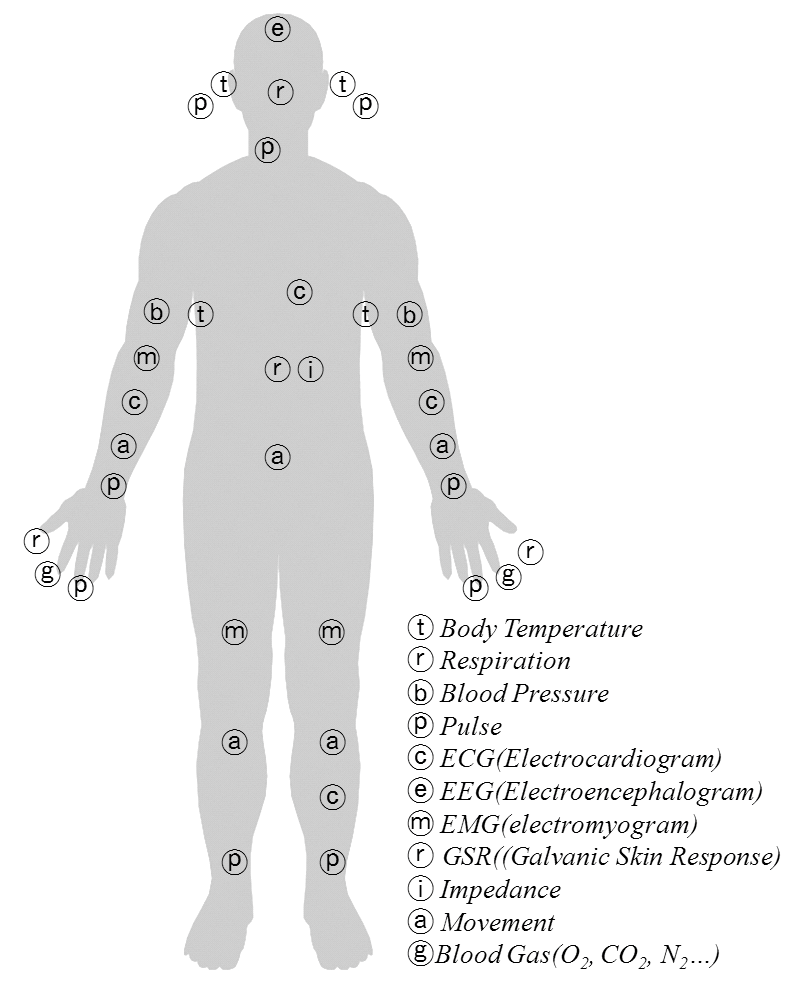 e
t r t
p p
p
c
b t t b
m m
r i
c c
a a
a
p p
r r
g p p g
m m
a a
c
p p
t Body Temperature
r Respiration
b Blood Pressure
p Pulse
c ECG(Electrocardiogram)
e EEG(Electroencephalogram)
m EMG(electromyogram)
r GSR((Galvanic Skin Response)
i Impedance
a Movement
g Blood Gas(O₂, CO₂, N₂...)